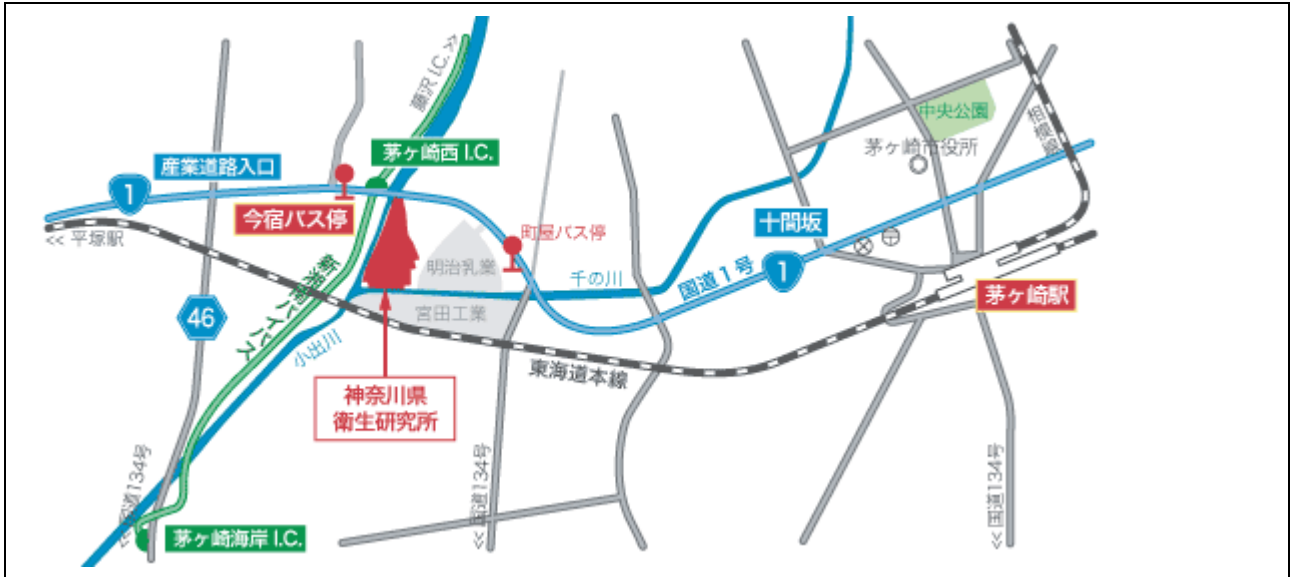 藤沢 I.C. >>
茅ヶ崎西 I.C.
産業道路入口
1
今宿バス停
<< 平塚駅
町屋バス停
明治乳業
千の川
宮田工業
新湘南バイパス
46
小出川
神奈川県
衛生研究所
東海道本線
国道1号
1
十間坂
中央公園
茅ヶ崎市役所
相模線
茅ヶ崎駅
<< 国道134号
<< 国道134号
<< 国道134号
茅ヶ崎海岸 I.C.